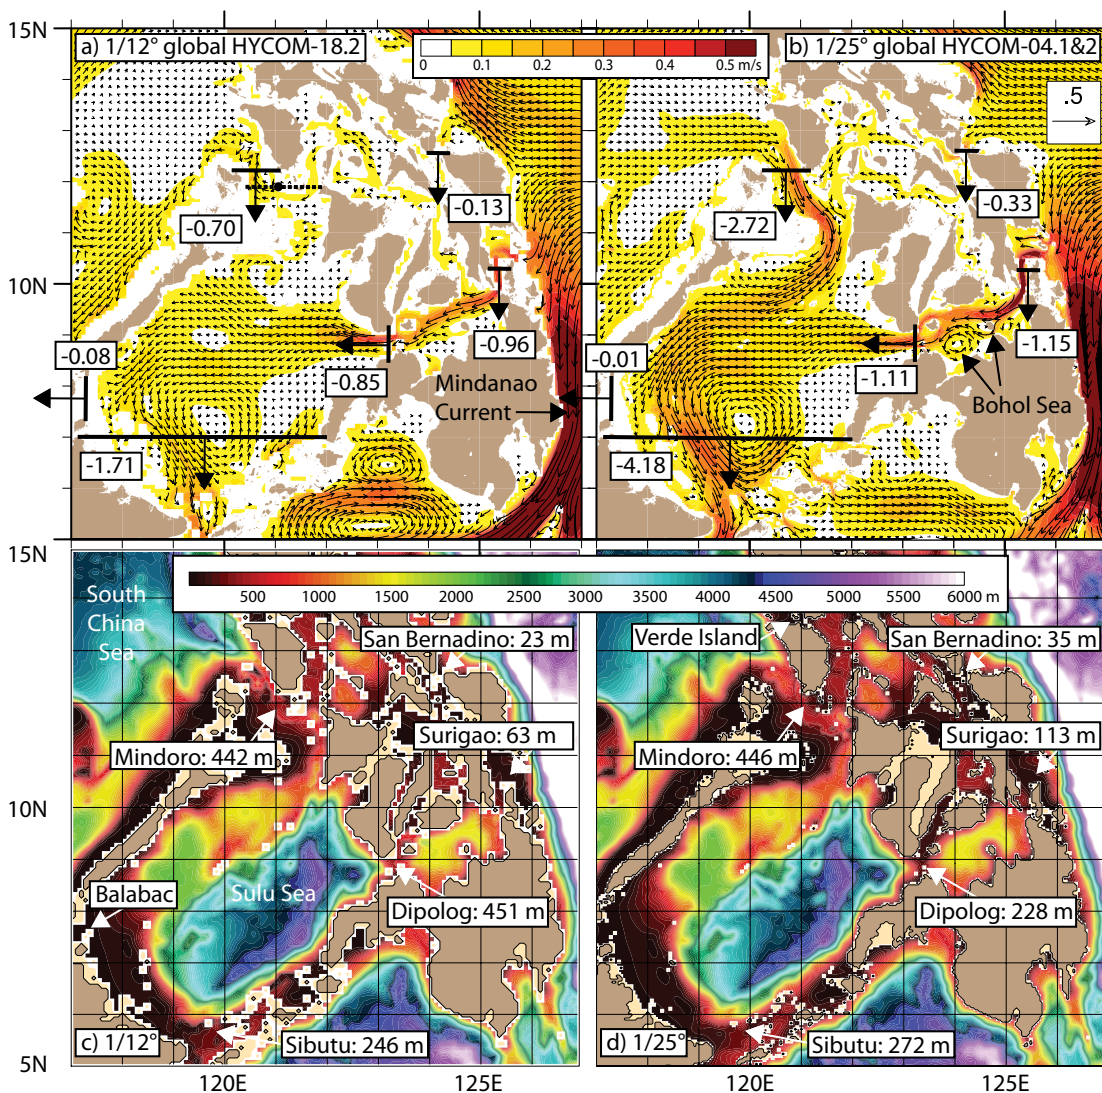 15N
a) 1/12° global HYCOM-18.2
0 0.1 0.2 0.3 0.4 0.5 m/s
b) 1/25° global HYCOM-04.1&2
.5
-0.70
-0.13
-2.72
-0.33
10N
-0.96
-1.15
-0.08
-0.85
-0.01
-1.11
Mindanao
Current
Bohol Sea
-1.71
-4.18
15N
500 1000 1500 2000 2500 3000 3500 4000 4500 5000 5500 6000 m
South
China
Sea
San Bernadino: 23 m
Verde Island
San Bernadino: 35 m
Surigao: 63 m
Surigao: 113 m
Mindoro: 442 m
Mindoro: 446 m
10N
Balabac
Sulu Sea
Dipolog: 451 m
Dipolog: 228 m
c) 1/12°
Sibutu: 246 m
d) 1/25°
Sibutu: 272 m
5N
120E 125E 120E 125E